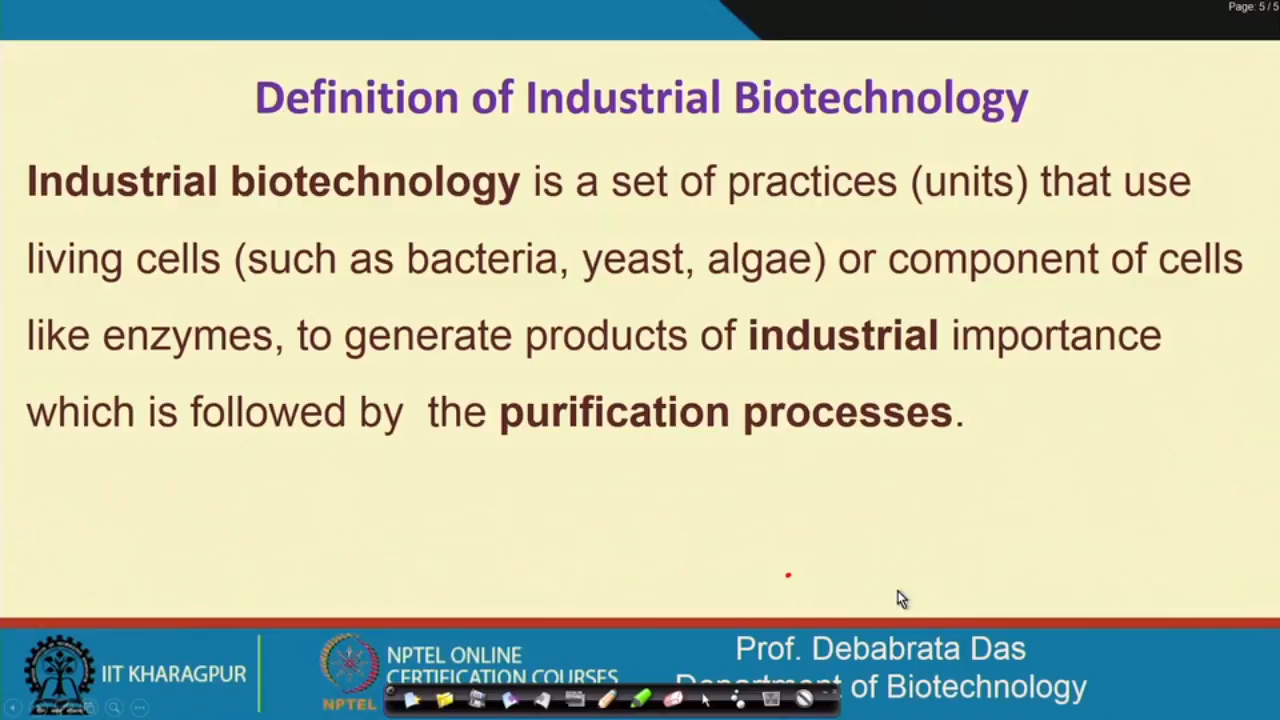 Page: 5 / 5
Definition of Industrial Biotechnology
Industrial biotechnology is a set of practices (units) that use
living cells (such as bacteria, yeast, algae) or component of cells
like enzymes, to generate products of industrial importance
which is followed by the purification processes.
IIT KHARAGPUR
NPTEL
NPTEL ONLINE
CERTIFICATION COURSES
Prof. Debabrata Das
Department of Biotechnology